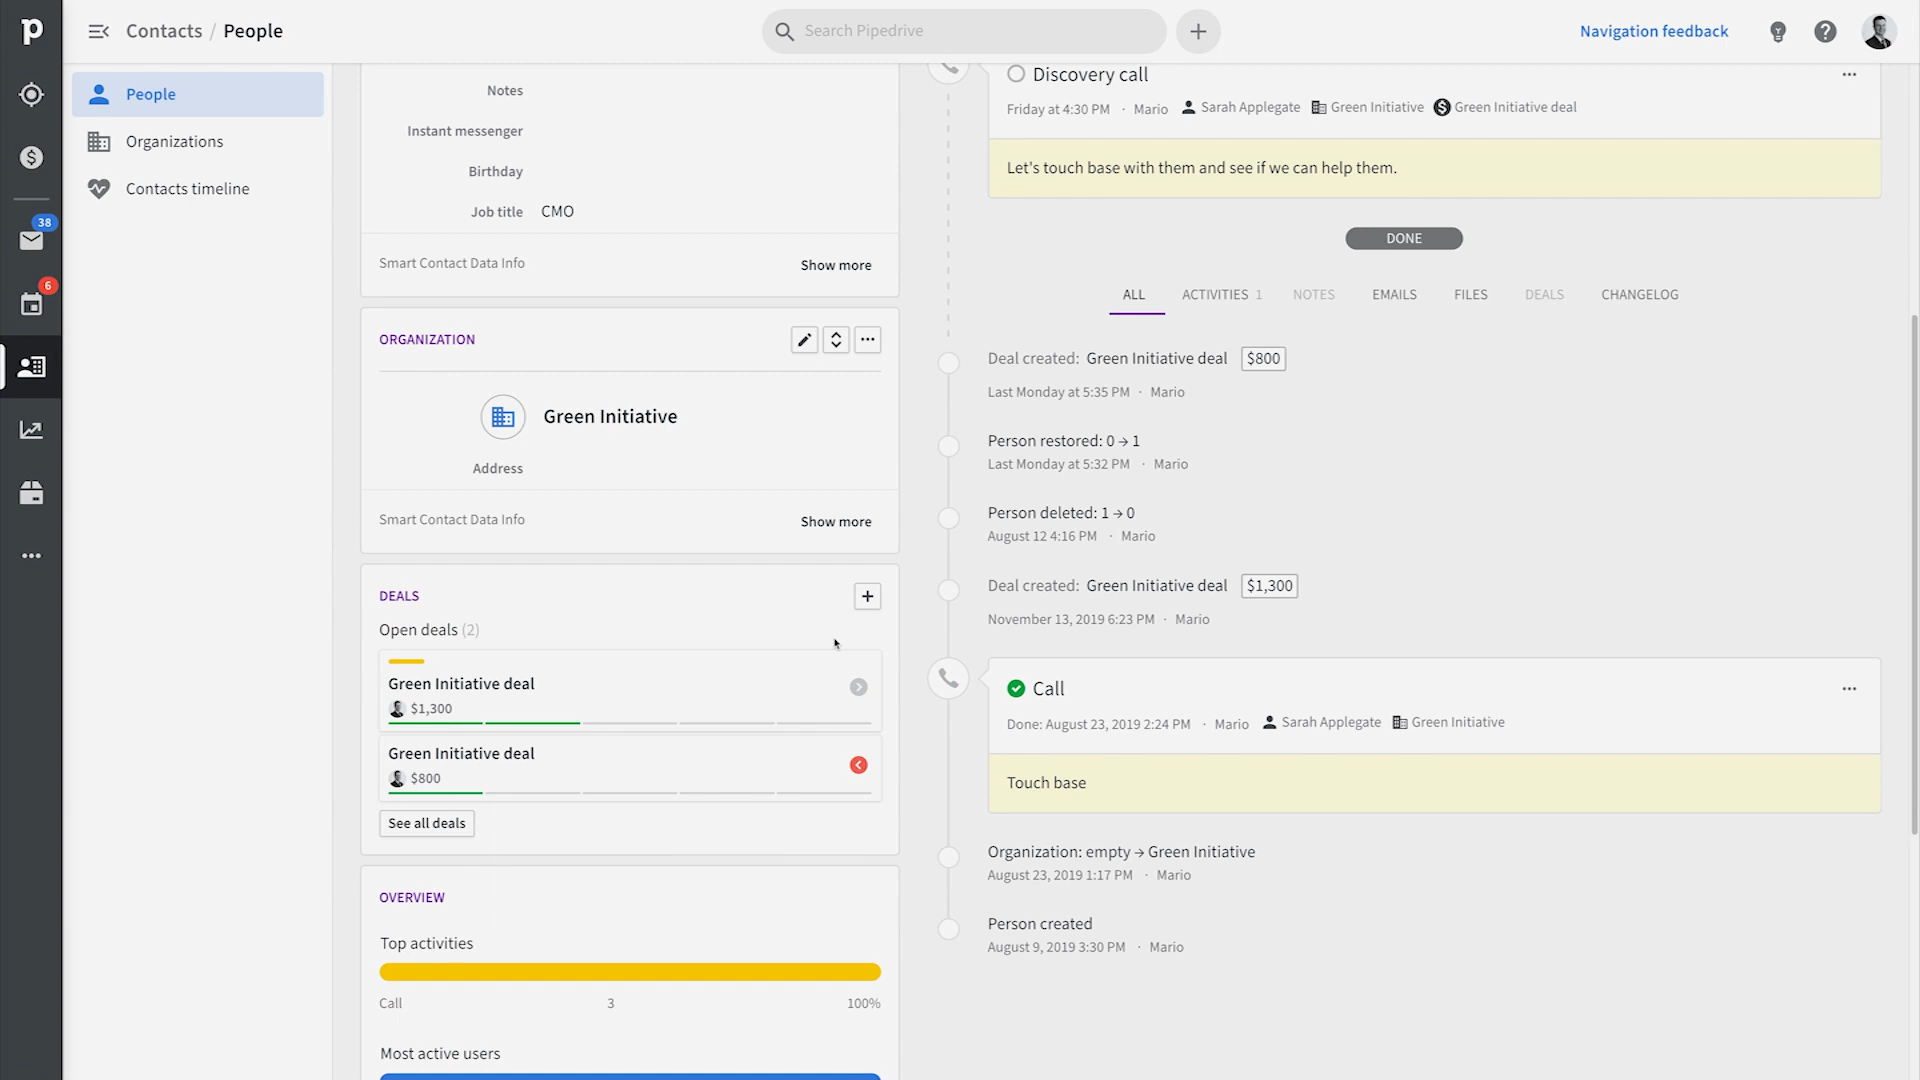 p
Contacts / People
Search Pipedrive
Navigation feedback
People
Organizations
Contacts timeline
38
6
Notes
Instant messenger
Birthday
Job title CMO
Smart Contact Data Info Show more
ORGANIZATION
Green Initiative
Address
Smart Contact Data Info Show more
DEALS
Open deals (2)
Green Initiative deal
$1,300
Green Initiative deal
$800
See all deals
OVERVIEW
Top activities
Call 3 100%
Most active users
Discovery call
Friday at 4:30 PM · Mario Sarah Applegate Green Initiative Green Initiative deal
Let's touch base with them and see if we can help them.
DONE
ALL ACTIVITIES 1 NOTES EMAILS FILES DEALS CHANGELOG
Deal created: Green Initiative deal $800
Last Monday at 5:35 PM · Mario
Person restored: 0 → 1
Last Monday at 5:32 PM · Mario
Person deleted: 1 → 0
August 12 4:16 PM · Mario
Deal created: Green Initiative deal $1,300
November 13, 2019 6:23 PM · Mario
Call
Done: August 23, 2019 2:24 PM · Mario Sarah Applegate Green Initiative
Touch base
Organization: empty → Green Initiative
August 23, 2019 1:17 PM · Mario
Person created
August 9, 2019 3:30 PM · Mario